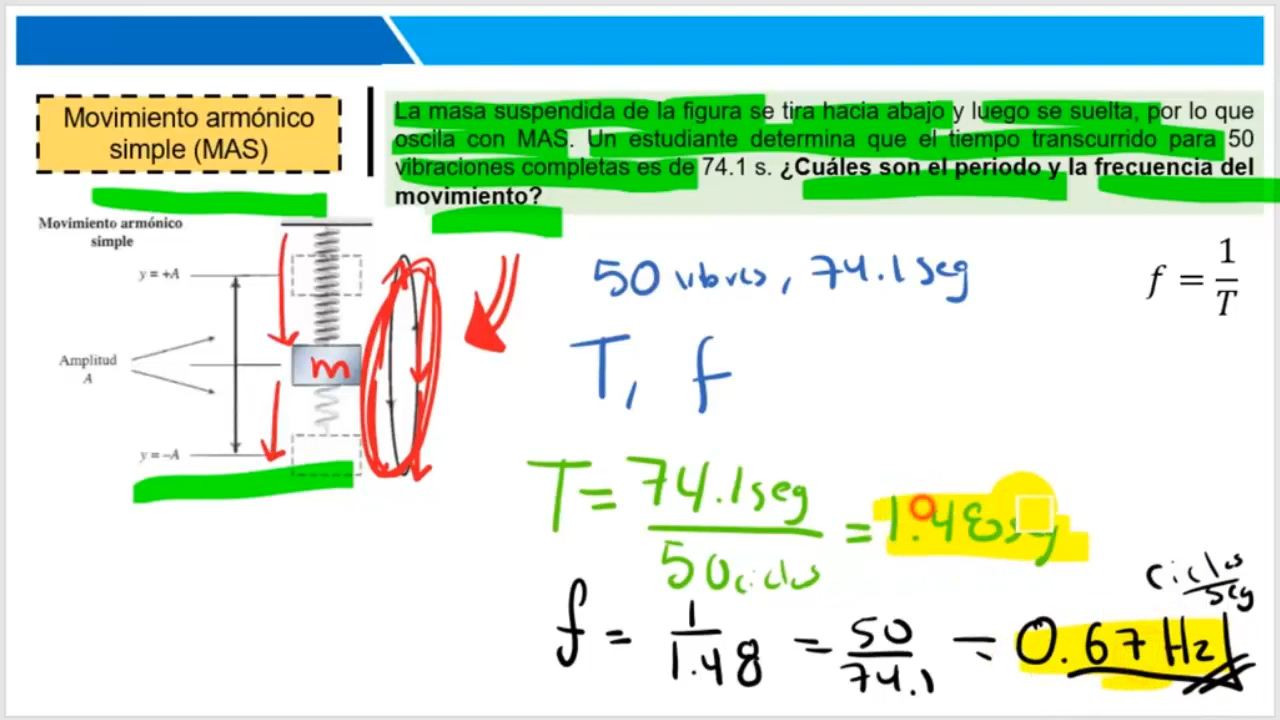 Movimiento armónico
simple (MAS)
La masa suspendida de la figura se tira hacia abajo y luego se suelta, por lo que
oscila con MAS. Un estudiante determina que el tiempo transcurrido para 50
vibraciones completas es de 74.1 s. ¿Cuáles son el periodo y la frecuencia del
movimiento?
Movimiento armónico
simple
y = +A
Amplitud
A
y = –A
m
50 vibres, 74.1 seg
f = 1/T
T, f
T = 74.1 seg / 50 ciclos = 1.48 seg
f = 1/1.48 = 50/74.1 = 0.67 Hz
ciclos/seg